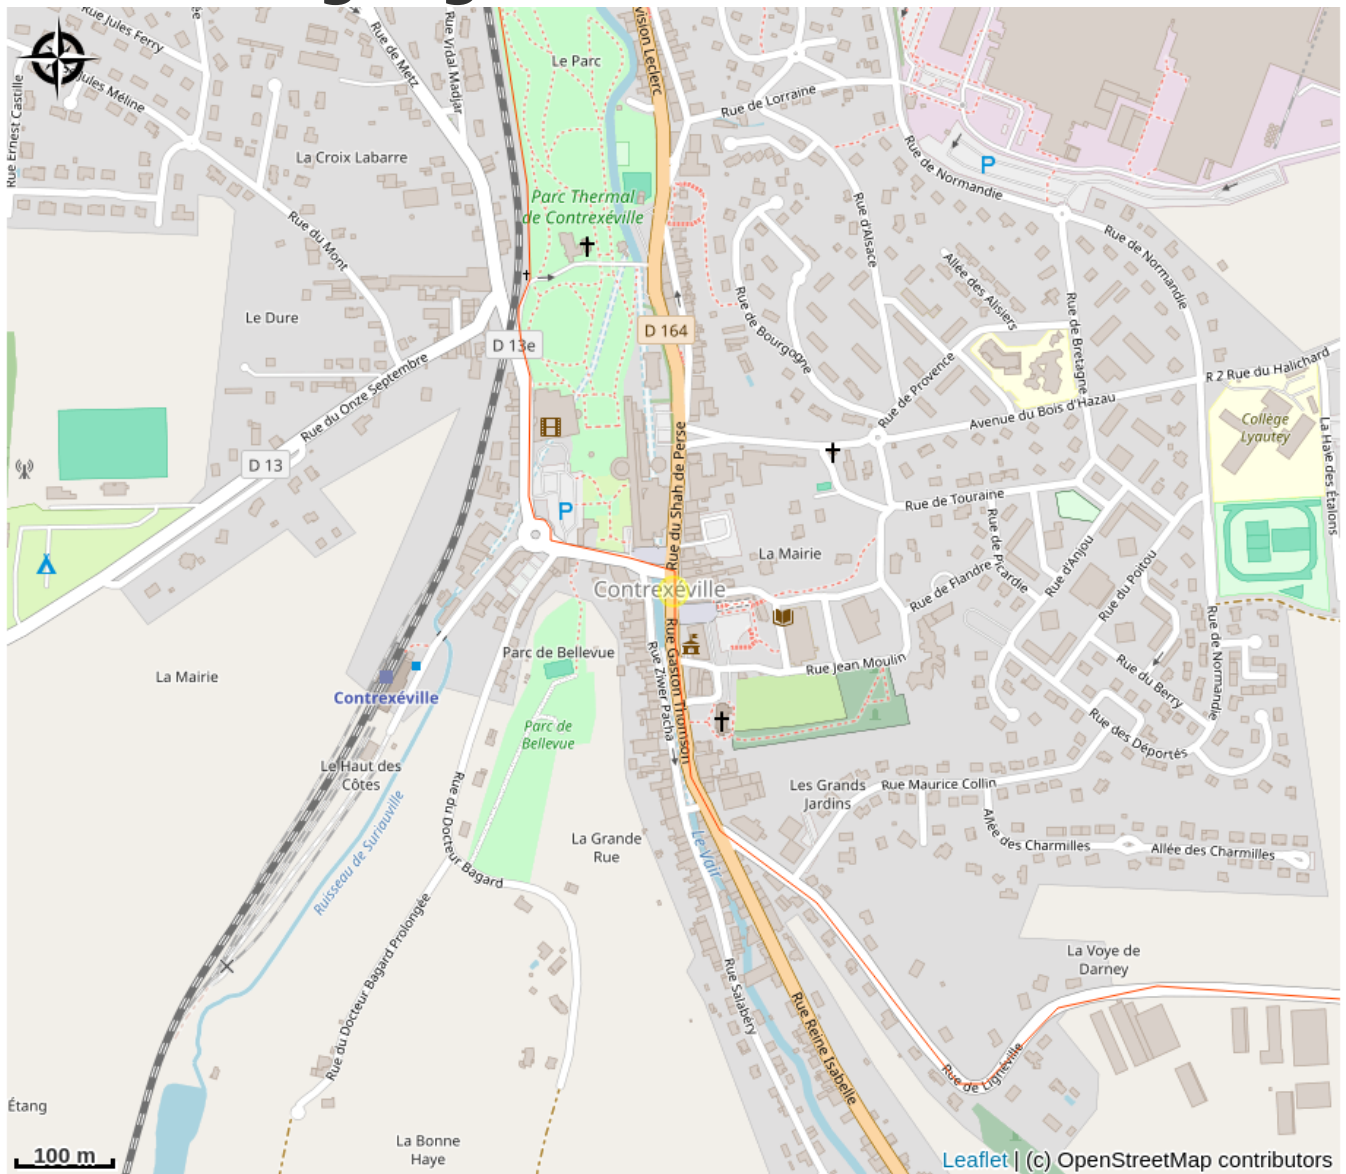 Rue Jules Ferry
Jules Méline
Rue Ernest Castille
Rue de Metz
Rue Vidal Madjar
Le Parc
vision Leclerc
Rue de Lorraine
P
Rue de Normandie
La Croix Labarre
Parc Thermal
de Contrexéville
Rue d'Alsace
Rue de Normandie
Rue du Mont
Allée des Alisiers
Le Dure
Rue de Bourgogne
Rue de Bretagne
D 164
D 13e
Rue de Provence
R 2 Rue du Halichard
Rue du Onze Septembre
Avenue du Bois d'Hazau
Collège
Lyautey
La Haie des Étalons
D 13
Rue du Shah de Perse
Rue de Touraine
P
La Mairie
Rue de Picardie
Rue d'Anjou
Rue du Poitou
Rue de Flandre
Contrexéville
Rue Gaston Thomson
Rue Ziwer Pacha
Parc de Bellevue
Rue Jean Moulin
Rue du Berry
Rue de Normandie
La Mairie
Contrexéville
Parc de
Bellevue
Rue des Déportés
Le Haut des
Côtes
Les Grands
Jardins
Rue Maurice Collin
Rue du Docteur Bagard
Ruisseau de Suriauville
La Grande
Rue
Le Vair
Allée des Charmilles
Allée des Charmilles
Rue du Docteur Bagard Prolongée
La Voye de
Darney
Rue Salabéry
Rue Reine Isabelle
Rue de Lignéville
Étang
La Bonne
Haye
100 m
Leaflet | (c) OpenStreetMap contributors